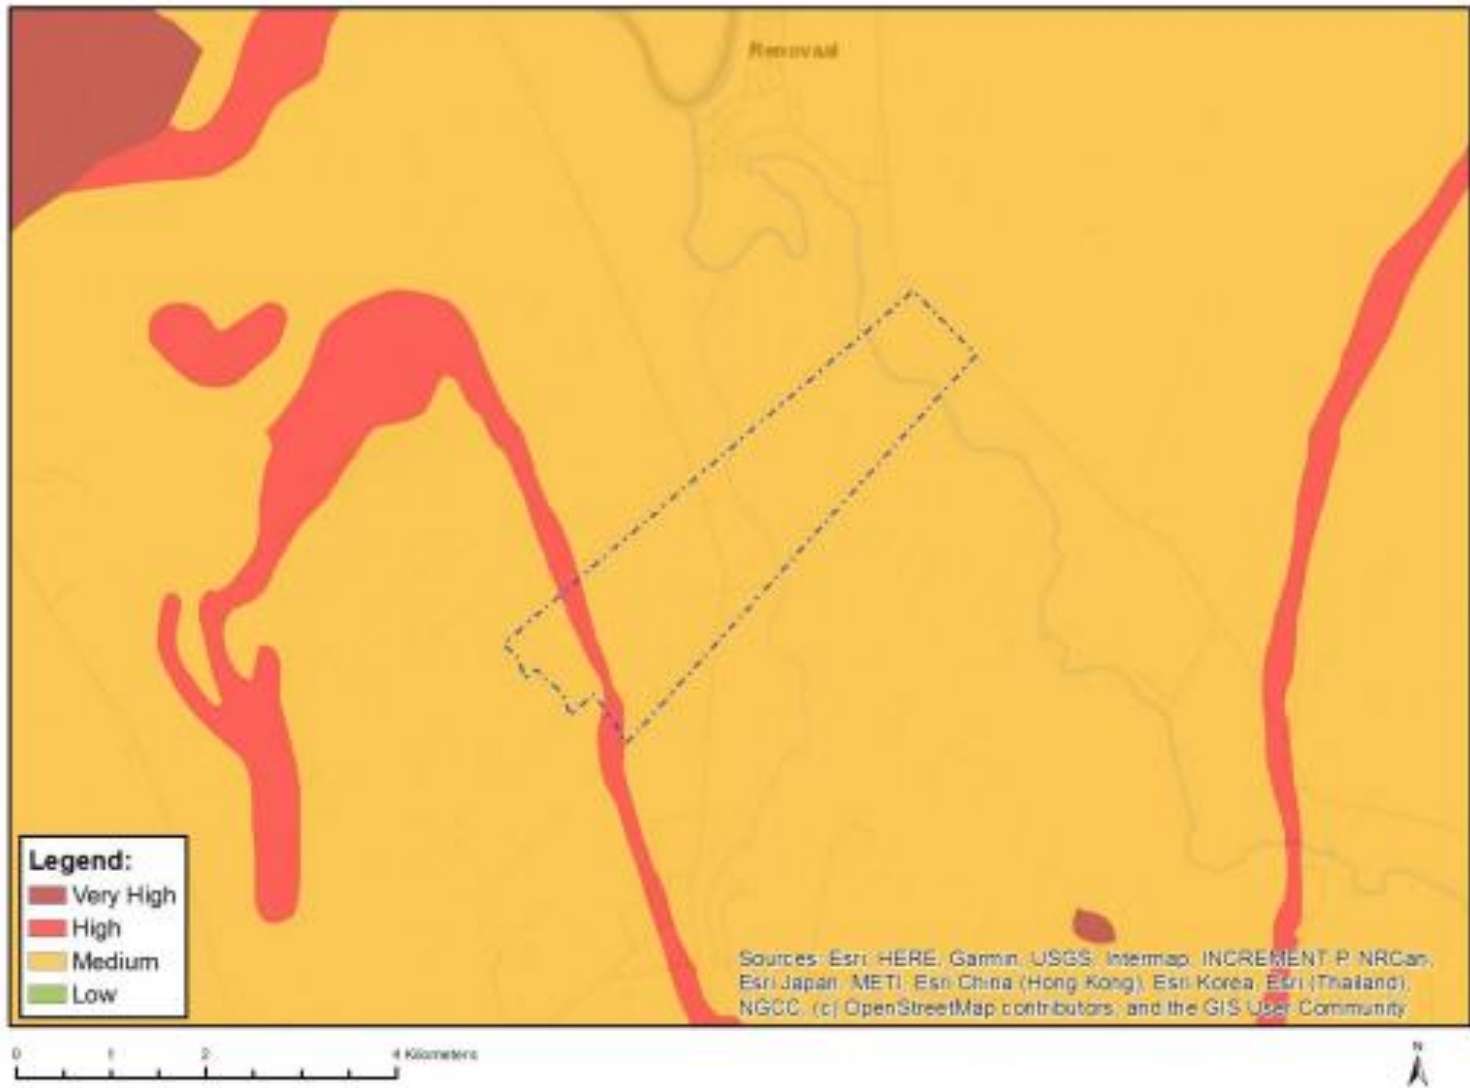 Renovaal
Legend:
Very High
High
Medium
Low
Sources: Esri, HERE, Garmin, USGS, Intermap, INCREMENT P, NRCan,
Esri Japan, METI, Esri China (Hong Kong), Esri Korea, Esri (Thailand),
NGCC, (c) OpenStreetMap contributors, and the GIS User Community
0 1 2 4 Kilometers
N